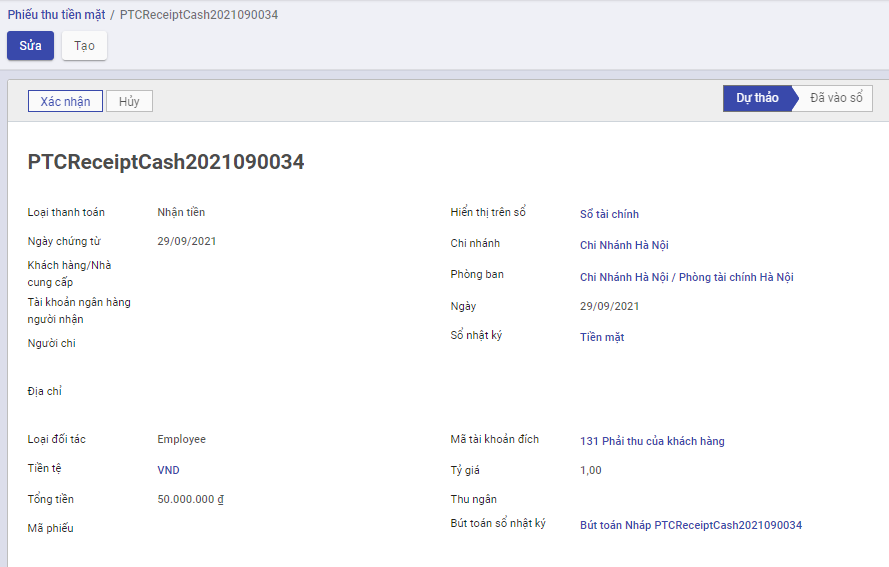 Phiếu thu tiền mặt / PTCReceiptCash2021090034
Sửa Tạo
Xác nhận Hủy Dự thảo Đã vào sổ
PTCReceiptCash2021090034
Loại thanh toán Nhận tiền Hiển thị trên sổ Sổ tài chính
Ngày chứng từ 29/09/2021 Chi nhánh Chi Nhánh Hà Nội
Khách hàng/Nhà
cung cấp Phòng ban Chi Nhánh Hà Nội / Phòng tài chính Hà Nội
Tài khoản ngân hàng
người nhận Ngày 29/09/2021
Người chi Sổ nhật ký Tiền mặt
Địa chỉ
Loại đối tác Employee Mã tài khoản đích 131 Phải thu của khách hàng
Tiền tệ VND Tỷ giá 1,00
Tổng tiền 50.000.000 ₫ Thu ngân
Mã phiếu Bút toán sổ nhật ký Bút toán Nháp PTCReceiptCash2021090034